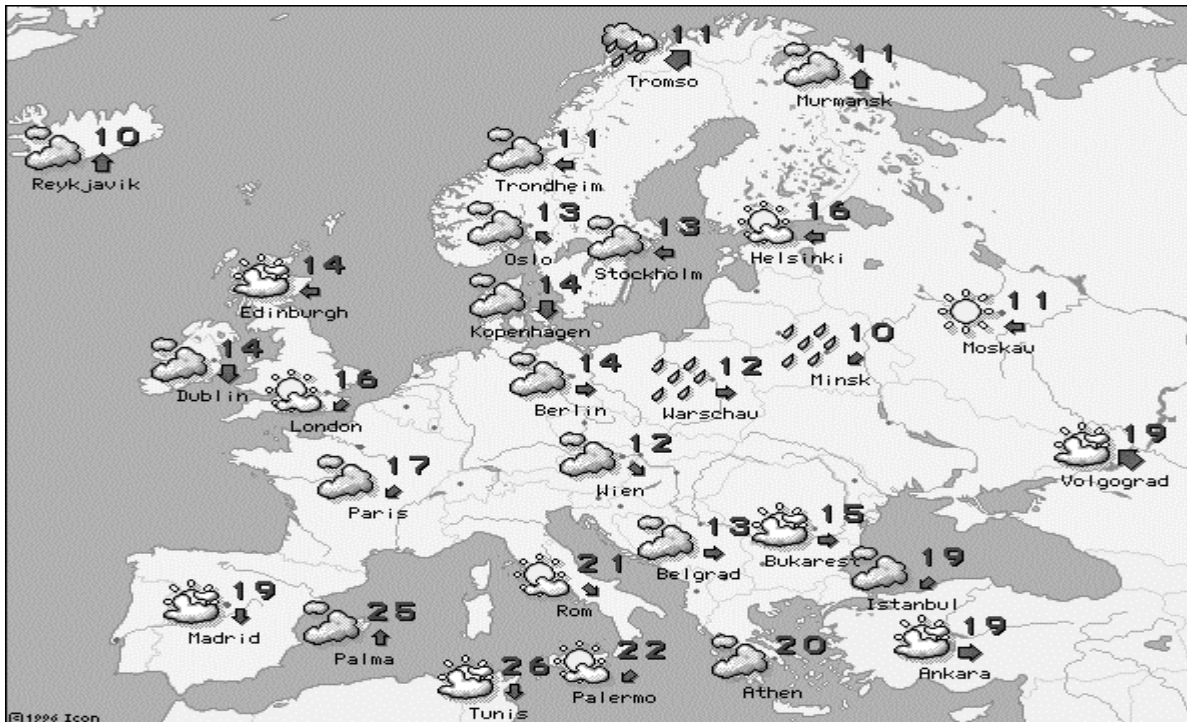 11
Tromso
11
Murmansk
10
Reykjavik
11
Trondheim
13
Oslo
13
Stockholm
16
Helsinki
14
Edinburgh
14
Kopenhagen
11
Moskau
14
Dublin
16
London
14
Berlin
12
Warschau
10
Minsk
17
Paris
12
Wien
19
Volgograd
13
Belgrad
15
Bukarest
19
Istanbul
19
Madrid
25
Palma
21
Rom
26
Tunis
22
Palermo
20
Athen
19
Ankara
©1996 Icon